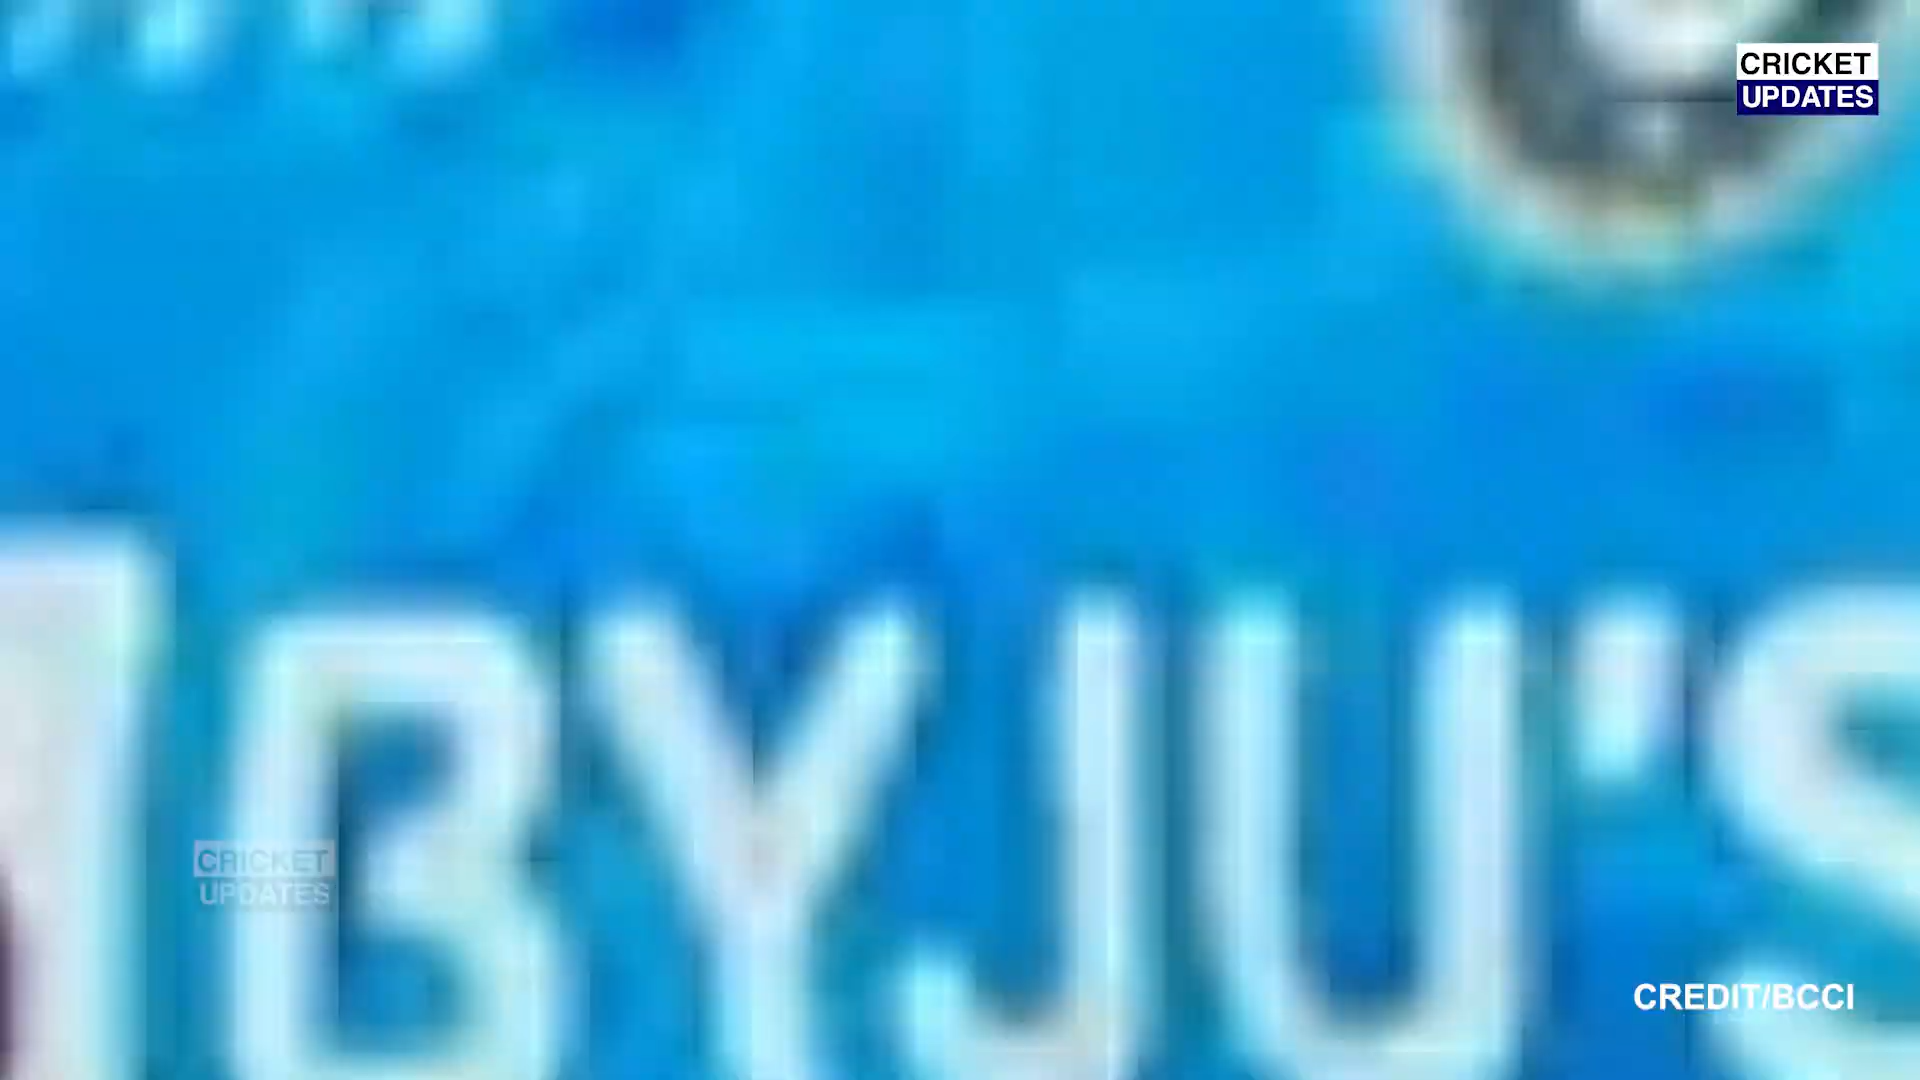 CRICKET
UPDATES
BYJU'S
CRICKET
UPDATES
CREDIT/BCCI